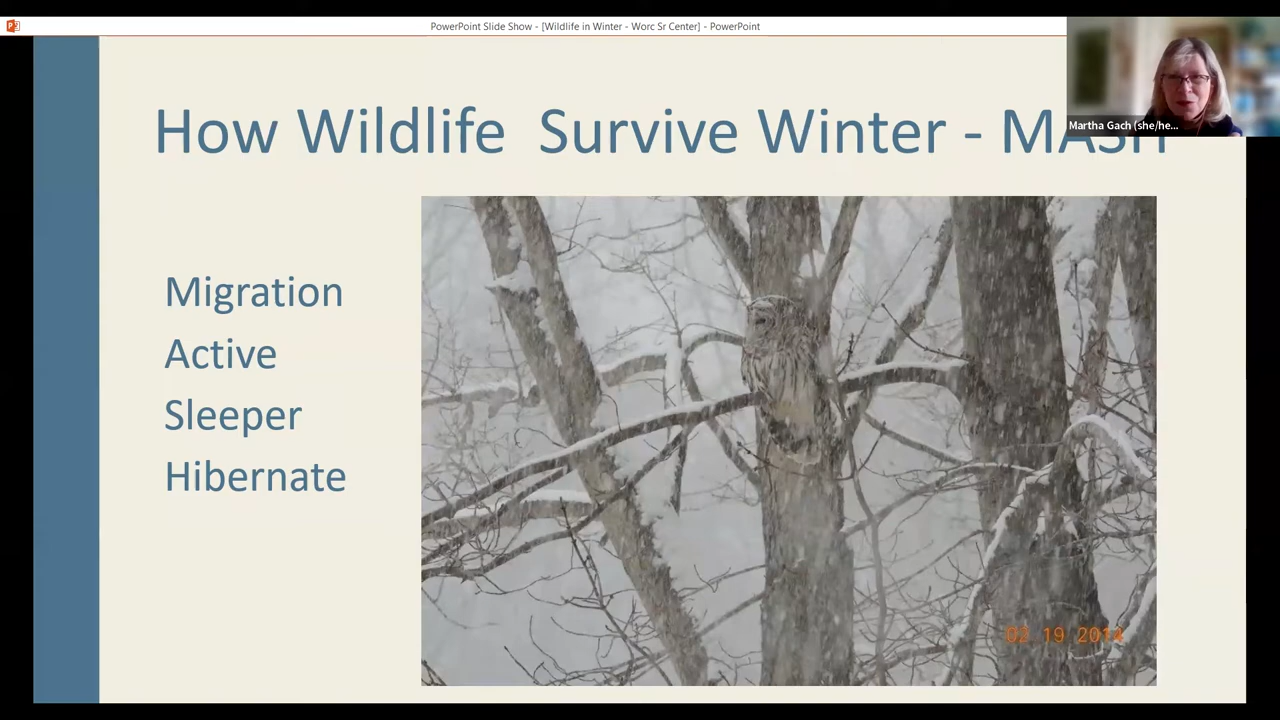 PowerPoint Slide Show - [Wildlife in Winter - Worc Sr Center] - PowerPoint
Martha Gach (she/he...
How Wildlife  Survive Winter - MASH
Migration
Active
Sleeper
Hibernate
02 19 2014